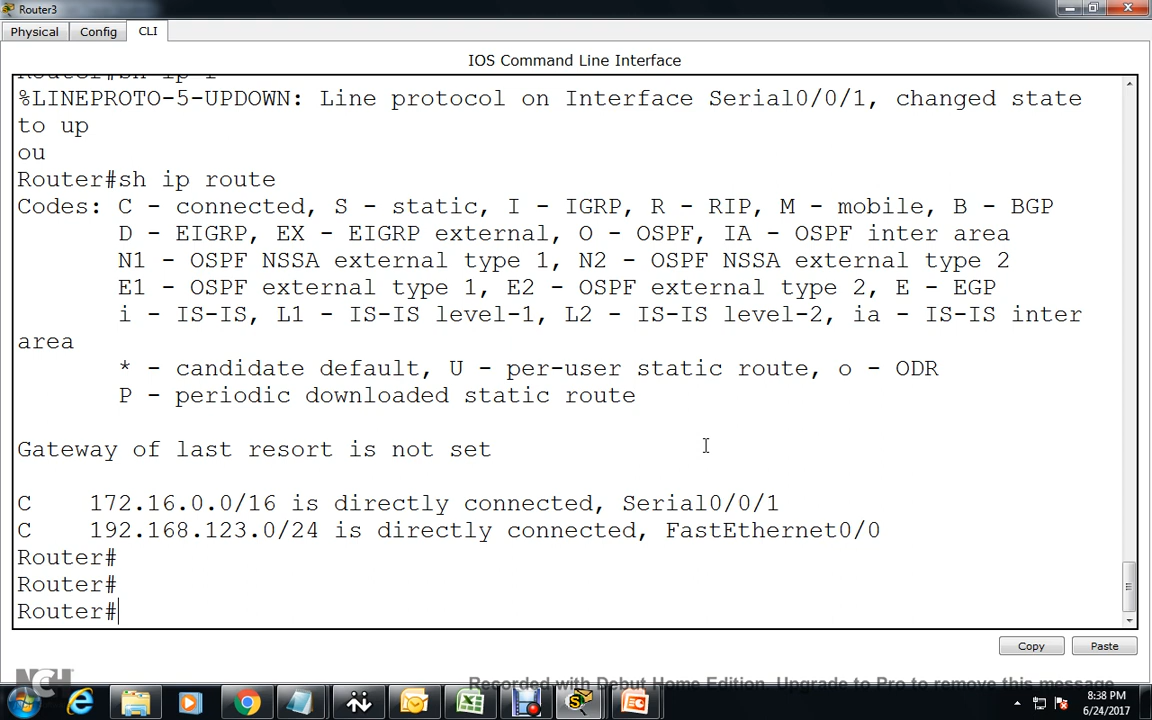 Router3
Physical Config CLI
IOS Command Line Interface
Router#sh ip r
%LINEPROTO-5-UPDOWN: Line protocol on Interface Serial0/0/1, changed state
to up
ou
Router#sh ip route
Codes: C - connected, S - static, I - IGRP, R - RIP, M - mobile, B - BGP
D - EIGRP, EX - EIGRP external, O - OSPF, IA - OSPF inter area
N1 - OSPF NSSA external type 1, N2 - OSPF NSSA external type 2
E1 - OSPF external type 1, E2 - OSPF external type 2, E - EGP
i - IS-IS, L1 - IS-IS level-1, L2 - IS-IS level-2, ia - IS-IS inter
area
* - candidate default, U - per-user static route, o - ODR
P - periodic downloaded static route
Gateway of last resort is not set
C 172.16.0.0/16 is directly connected, Serial0/0/1
C 192.168.123.0/24 is directly connected, FastEthernet0/0
Router#
Router#
Router#
Copy Paste
NCH
Recorded with Debut Home Edition. Upgrade to Pro to remove this message.
8:38 PM
6/24/2017